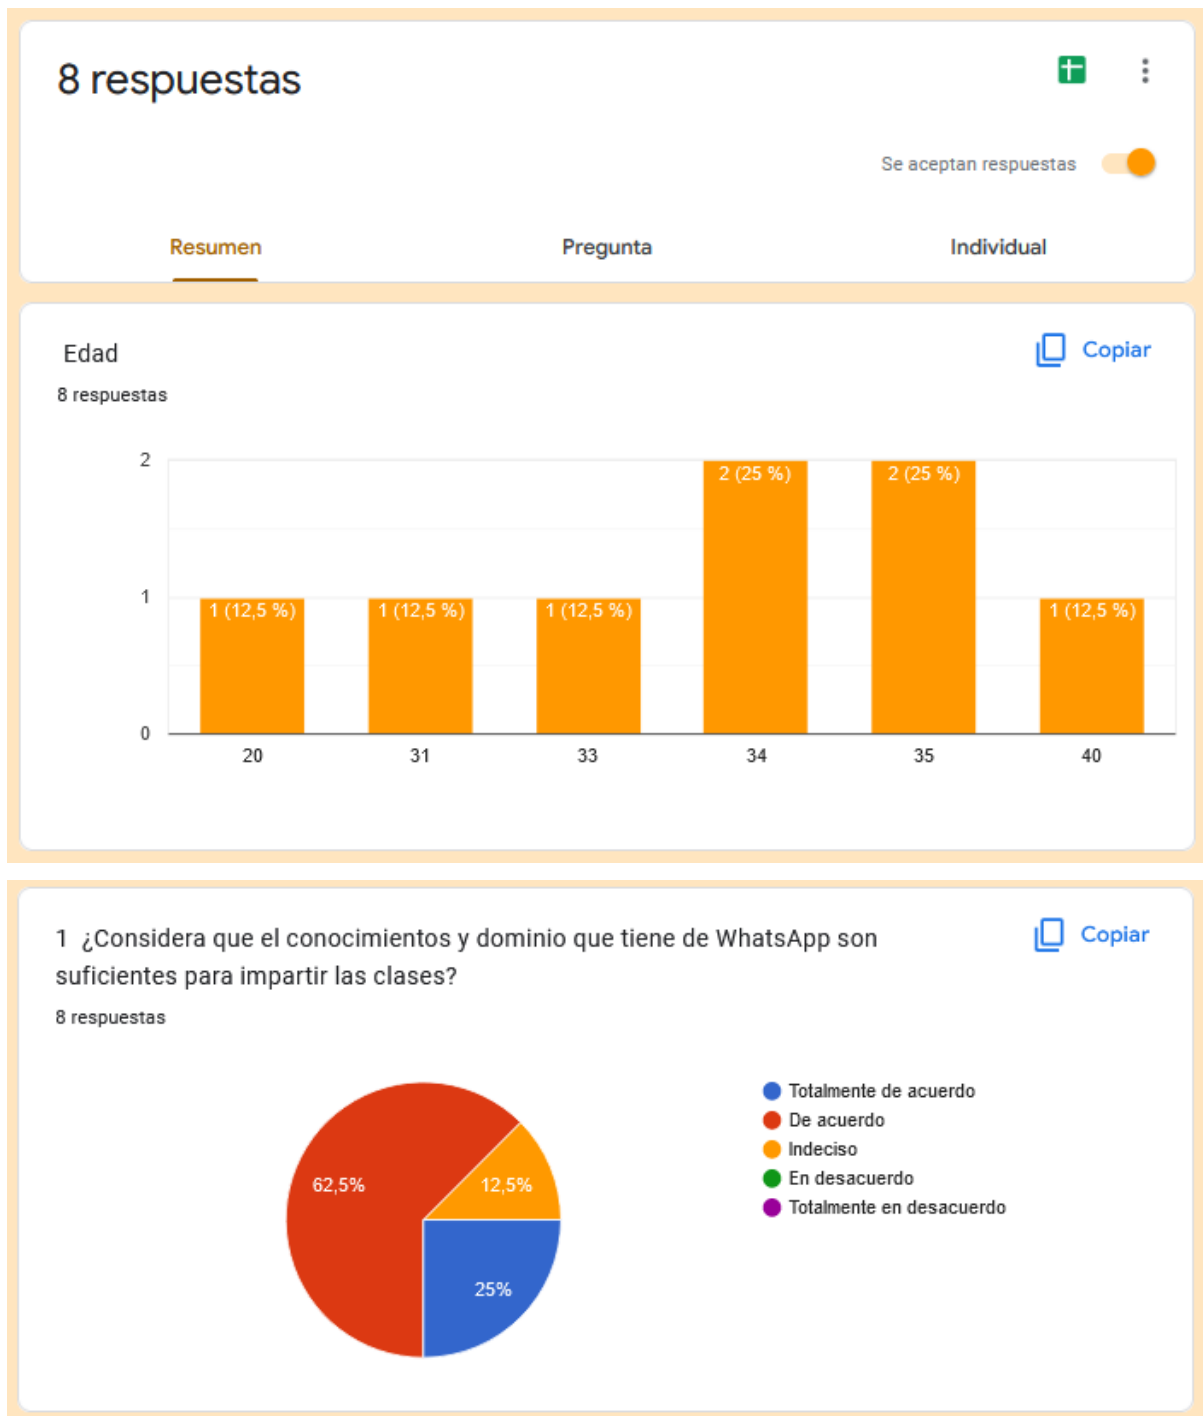 8 respuestas
Se aceptan respuestas
Resumen
Pregunta
Individual
Edad
Copiar
8 respuestas
2
1
0
1 (12,5 %)
1 (12,5 %)
1 (12,5 %)
2 (25 %)
2 (25 %)
1 (12,5 %)
20
31
33
34
35
40
1 ¿Considera que el conocimientos y dominio que tiene de WhatsApp son
suficientes para impartir las clases?
Copiar
8 respuestas
62,5%
12,5%
25%
Totalmente de acuerdo
De acuerdo
Indeciso
En desacuerdo
Totalmente en desacuerdo